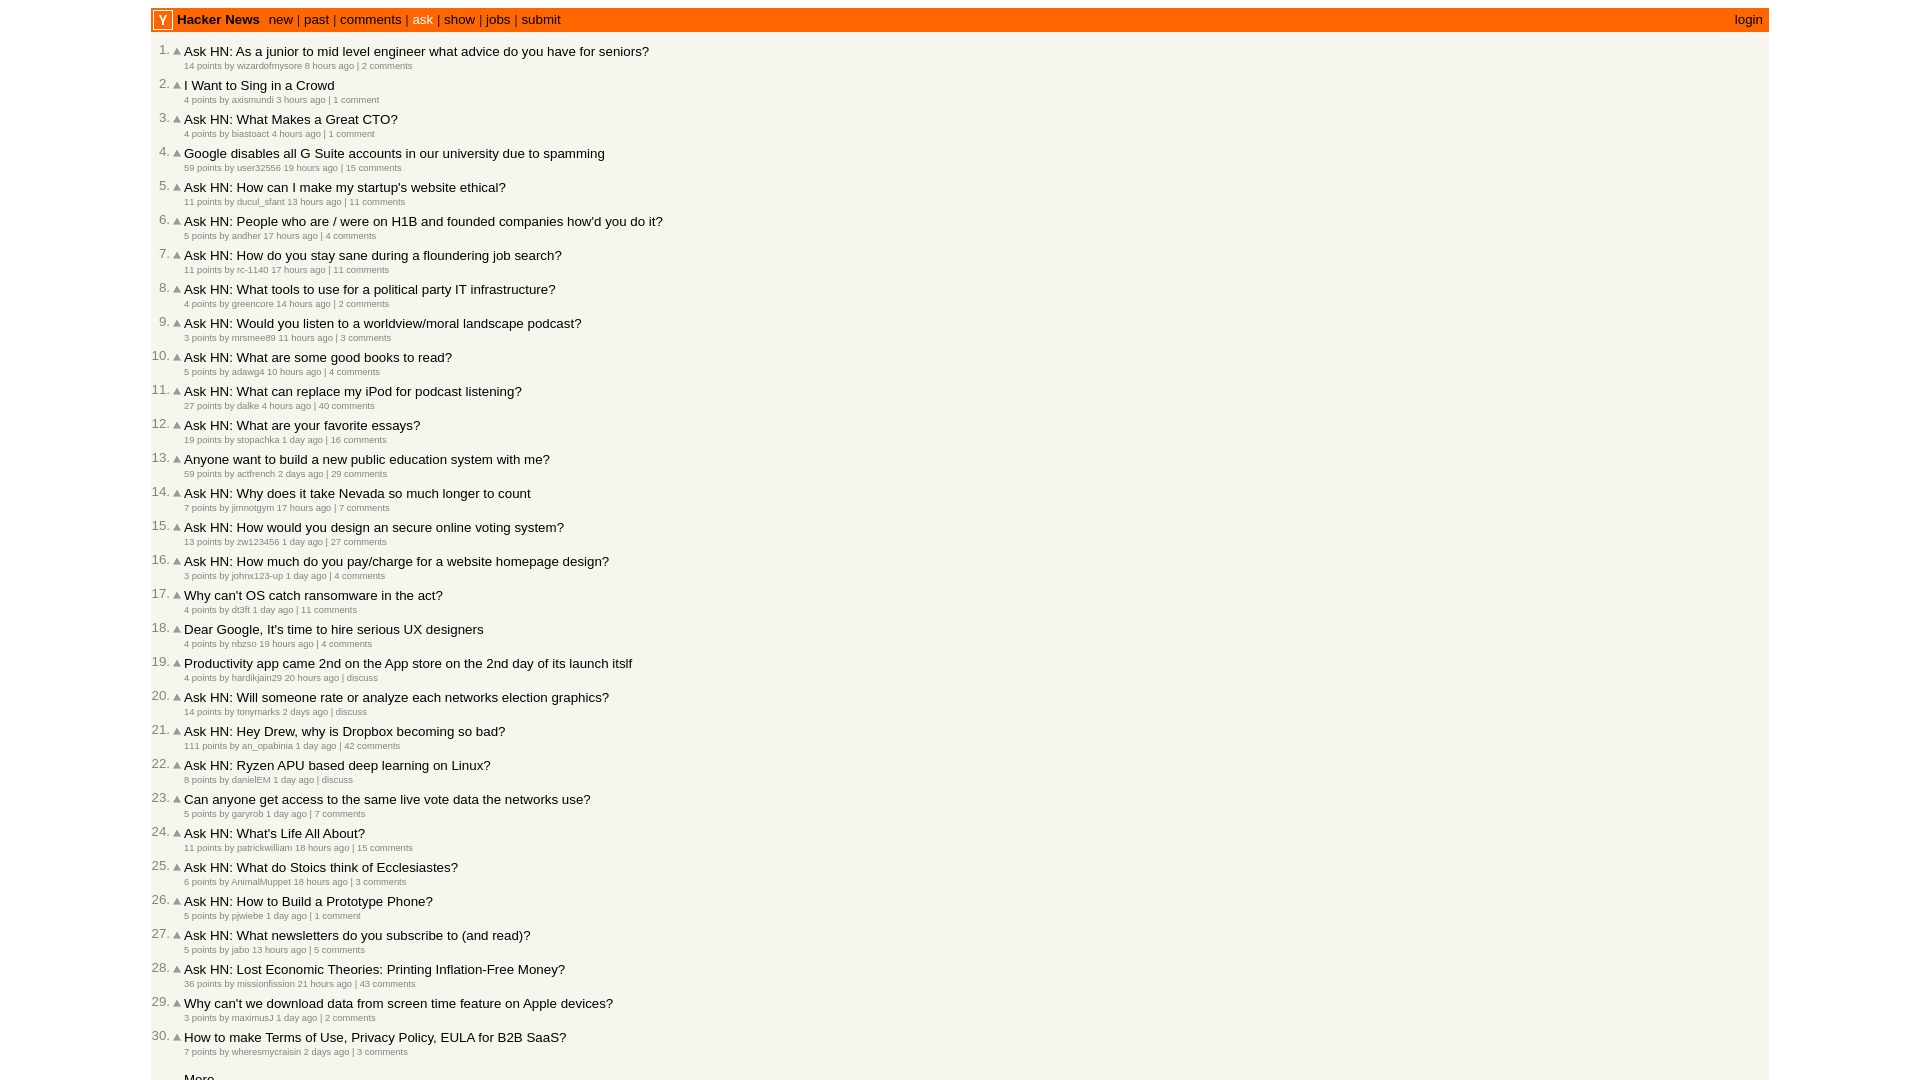 Y Hacker News new | past | comments | ask | show | jobs | submit login
1. Ask HN: As a junior to mid level engineer what advice do you have for seniors?
14 points by wizardofmysore 8 hours ago | 2 comments
2. I Want to Sing in a Crowd
4 points by axismundi 3 hours ago | 1 comment
3. Ask HN: What Makes a Great CTO?
4 points by biastoact 4 hours ago | 1 comment
4. Google disables all G Suite accounts in our university due to spamming
59 points by user32556 19 hours ago | 15 comments
5. Ask HN: How can I make my startup's website ethical?
11 points by ducul_sfant 13 hours ago | 11 comments
6. Ask HN: People who are / were on H1B and founded companies how'd you do it?
5 points by andher 17 hours ago | 4 comments
7. Ask HN: How do you stay sane during a floundering job search?
11 points by rc-1140 17 hours ago | 11 comments
8. Ask HN: What tools to use for a political party IT infrastructure?
4 points by greencore 14 hours ago | 2 comments
9. Ask HN: Would you listen to a worldview/moral landscape podcast?
3 points by mrsmee89 11 hours ago | 3 comments
10. Ask HN: What are some good books to read?
5 points by adawg4 10 hours ago | 4 comments
11. Ask HN: What can replace my iPod for podcast listening?
27 points by dalke 4 hours ago | 40 comments
12. Ask HN: What are your favorite essays?
19 points by stopachka 1 day ago | 16 comments
13. Anyone want to build a new public education system with me?
59 points by actfrench 2 days ago | 29 comments
14. Ask HN: Why does it take Nevada so much longer to count
7 points by jimnotgym 17 hours ago | 7 comments
15. Ask HN: How would you design an secure online voting system?
13 points by zw123456 1 day ago | 27 comments
16. Ask HN: How much do you pay/charge for a website homepage design?
3 points by johnx123-up 1 day ago | 4 comments
17. Why can't OS catch ransomware in the act?
4 points by dt3ft 1 day ago | 11 comments
18. Dear Google, It's time to hire serious UX designers
4 points by nbzso 19 hours ago | 4 comments
19. Productivity app came 2nd on the App store on the 2nd day of its launch itslf
4 points by hardikjain29 20 hours ago | discuss
20. Ask HN: Will someone rate or analyze each networks election graphics?
14 points by tonymarks 2 days ago | discuss
21. Ask HN: Hey Drew, why is Dropbox becoming so bad?
111 points by an_opabinia 1 day ago | 42 comments
22. Ask HN: Ryzen APU based deep learning on Linux?
8 points by danielEM 1 day ago | discuss
23. Can anyone get access to the same live vote data the networks use?
5 points by garyrob 1 day ago | 7 comments
24. Ask HN: What's Life All About?
11 points by patrickwilliam 18 hours ago | 15 comments
25. Ask HN: What do Stoics think of Ecclesiastes?
6 points by AnimalMuppet 18 hours ago | 3 comments
26. Ask HN: How to Build a Prototype Phone?
5 points by pjwiebe 1 day ago | 1 comment
27. Ask HN: What newsletters do you subscribe to (and read)?
5 points by jabo 13 hours ago | 5 comments
28. Ask HN: Lost Economic Theories: Printing Inflation-Free Money?
36 points by missionfission 21 hours ago | 43 comments
29. Why can't we download data from screen time feature on Apple devices?
3 points by maximusJ 1 day ago | 2 comments
30. How to make Terms of Use, Privacy Policy, EULA for B2B SaaS?
7 points by wheresmycraisin 2 days ago | 3 comments
More